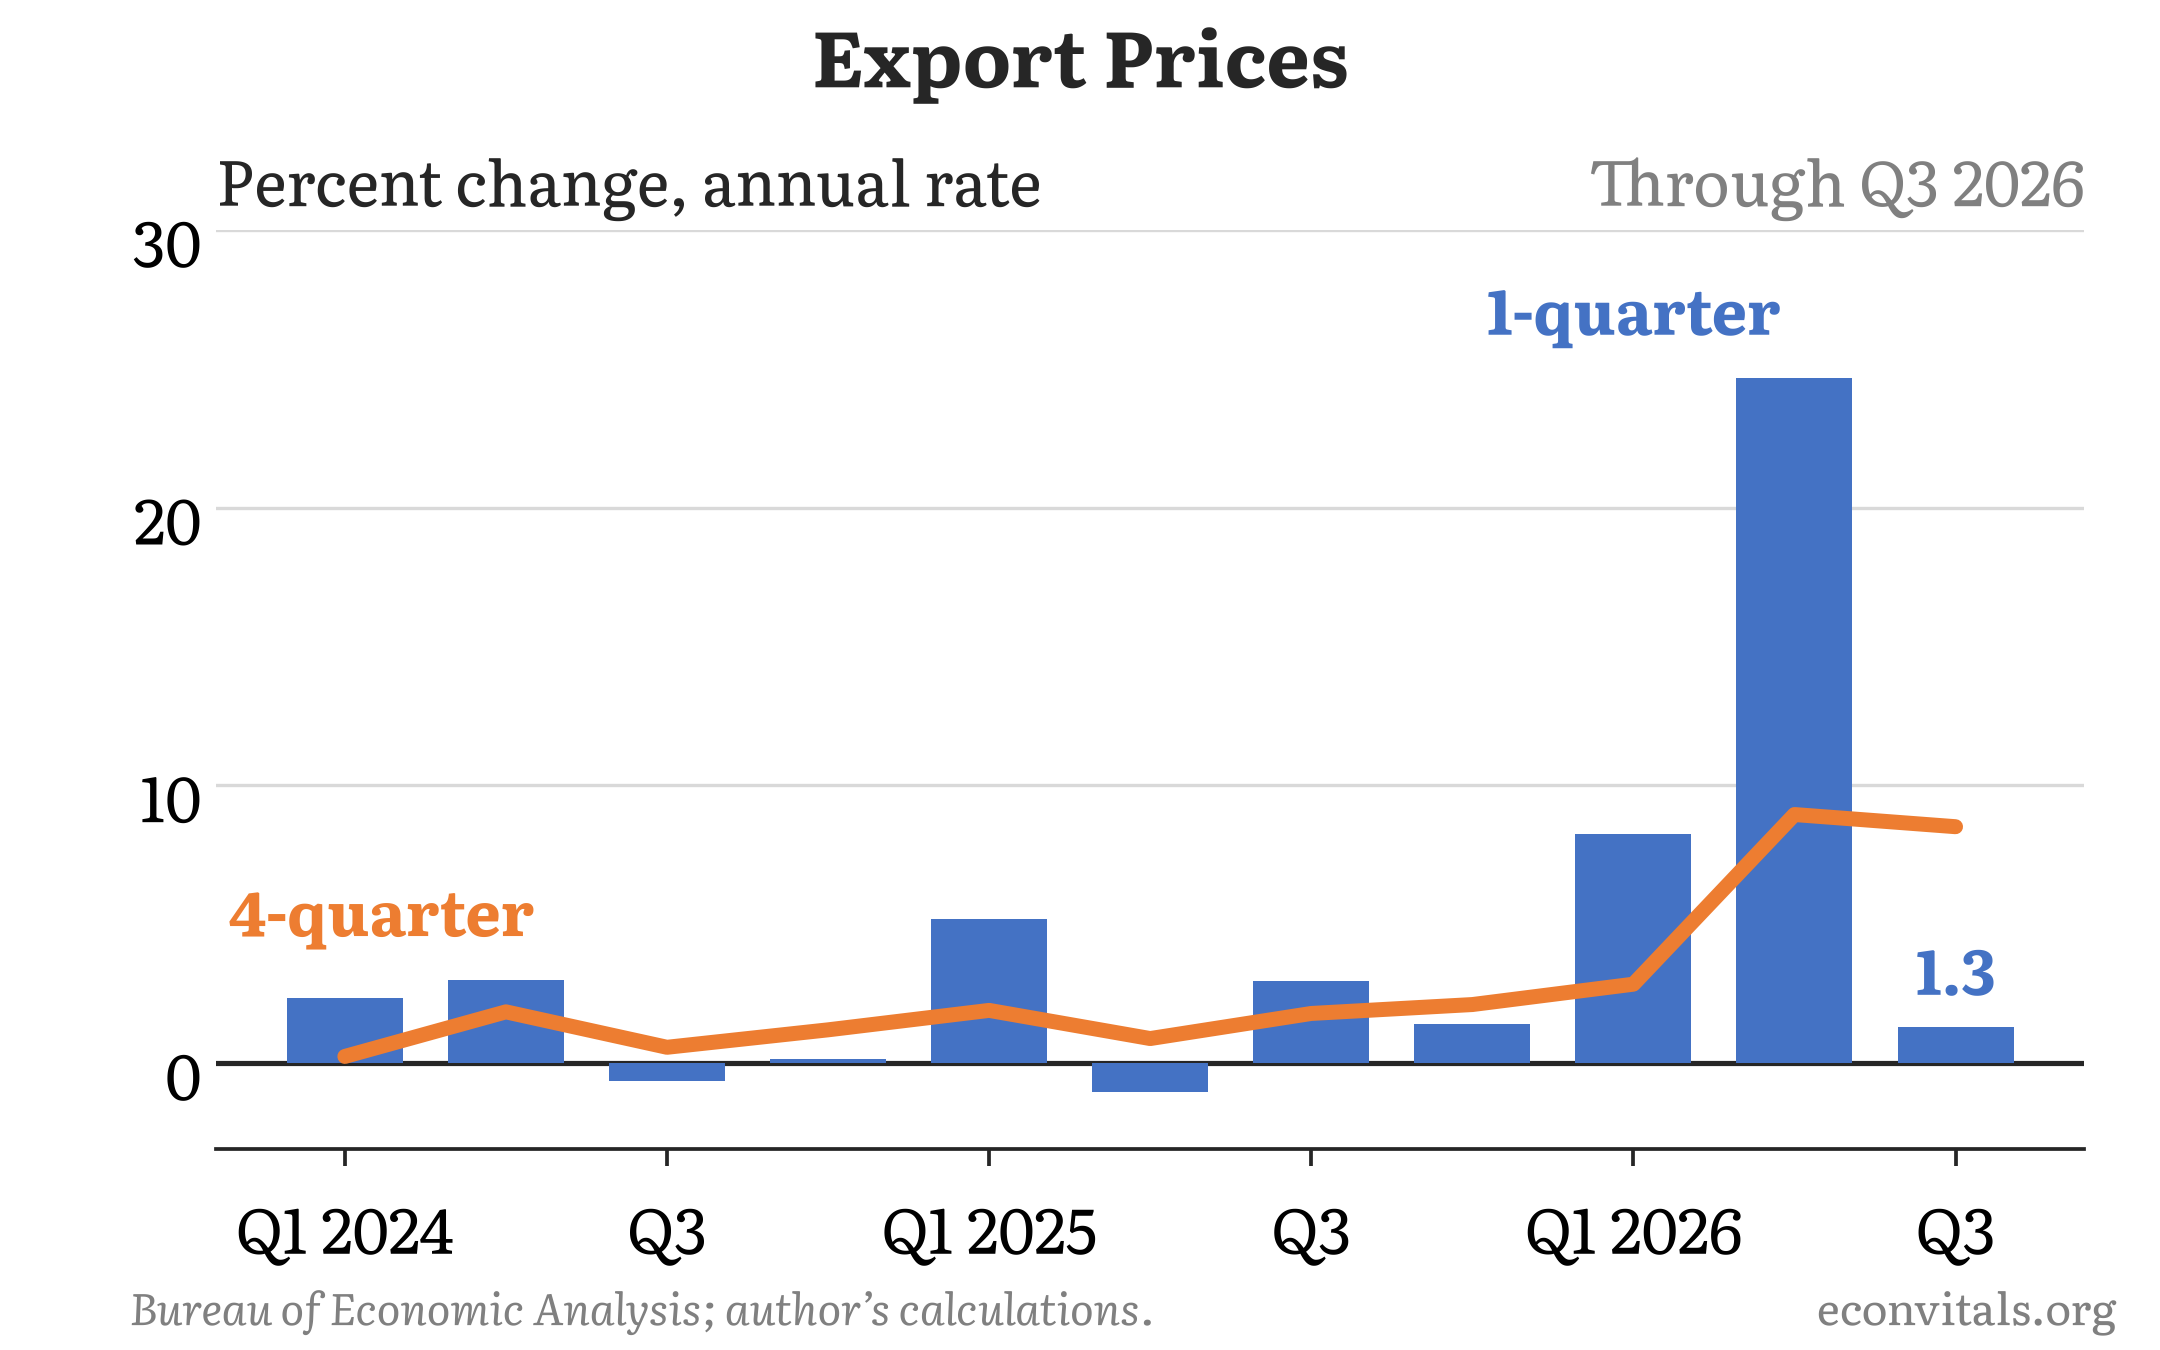 Export Prices
Percent change, annual rate
Through Q3 2026
30
1-quarter
20
10
4-quarter
1.3
0
Q1 2024
Q3
Q1 2025
Q3
Q1 2026
Q3
Bureau of Economic Analysis; author’s calculations.
econvitals.org